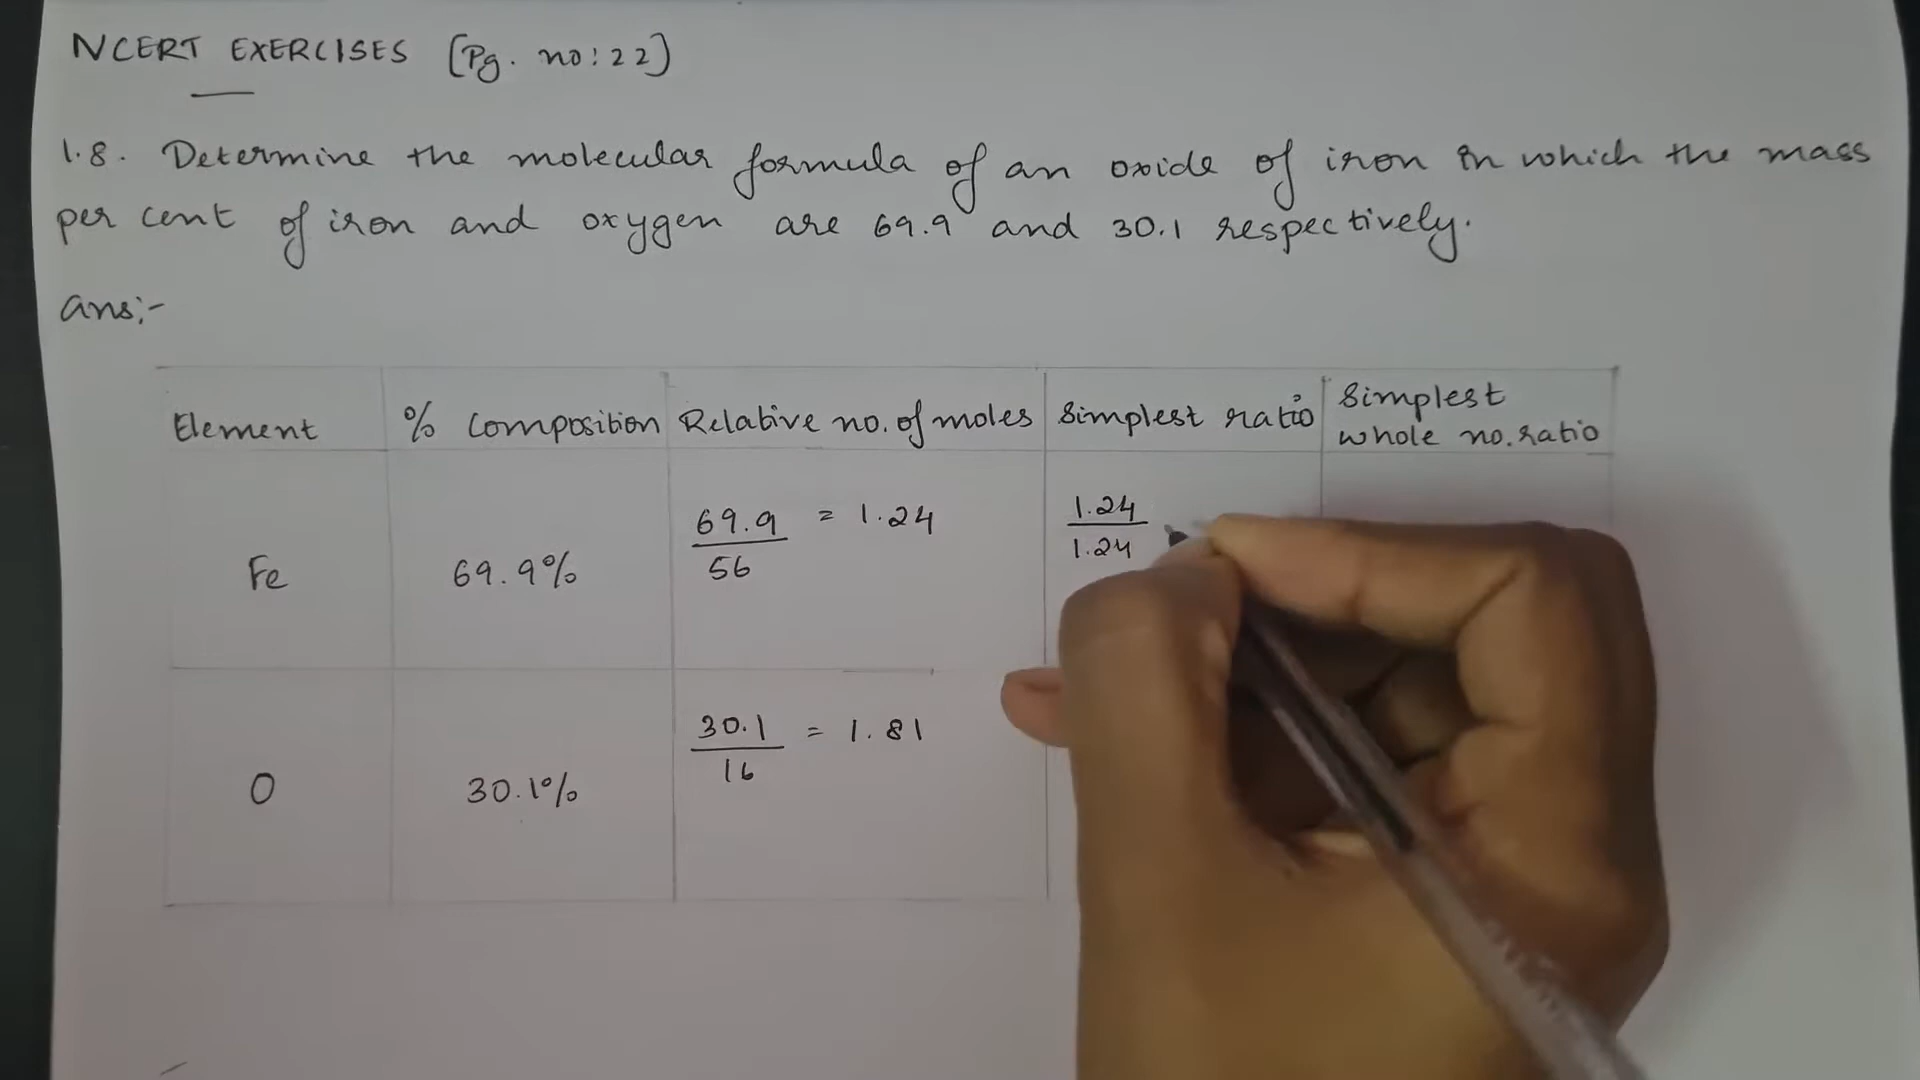 NCERT EXERCISES [Pg. no: 22]
1.8. Determine the molecular formula of an oxide of iron in which the mass
per cent of iron and oxygen are 69.9 and 30.1 respectively.
ans:-
Element
% Composition
Relative no. of moles
Simplest ratio
Simplest
whole no. ratio
Fe
69.9%
69.9 = 1.24
56
1.24
1.24
O
30.1%
30.1 = 1.81
16